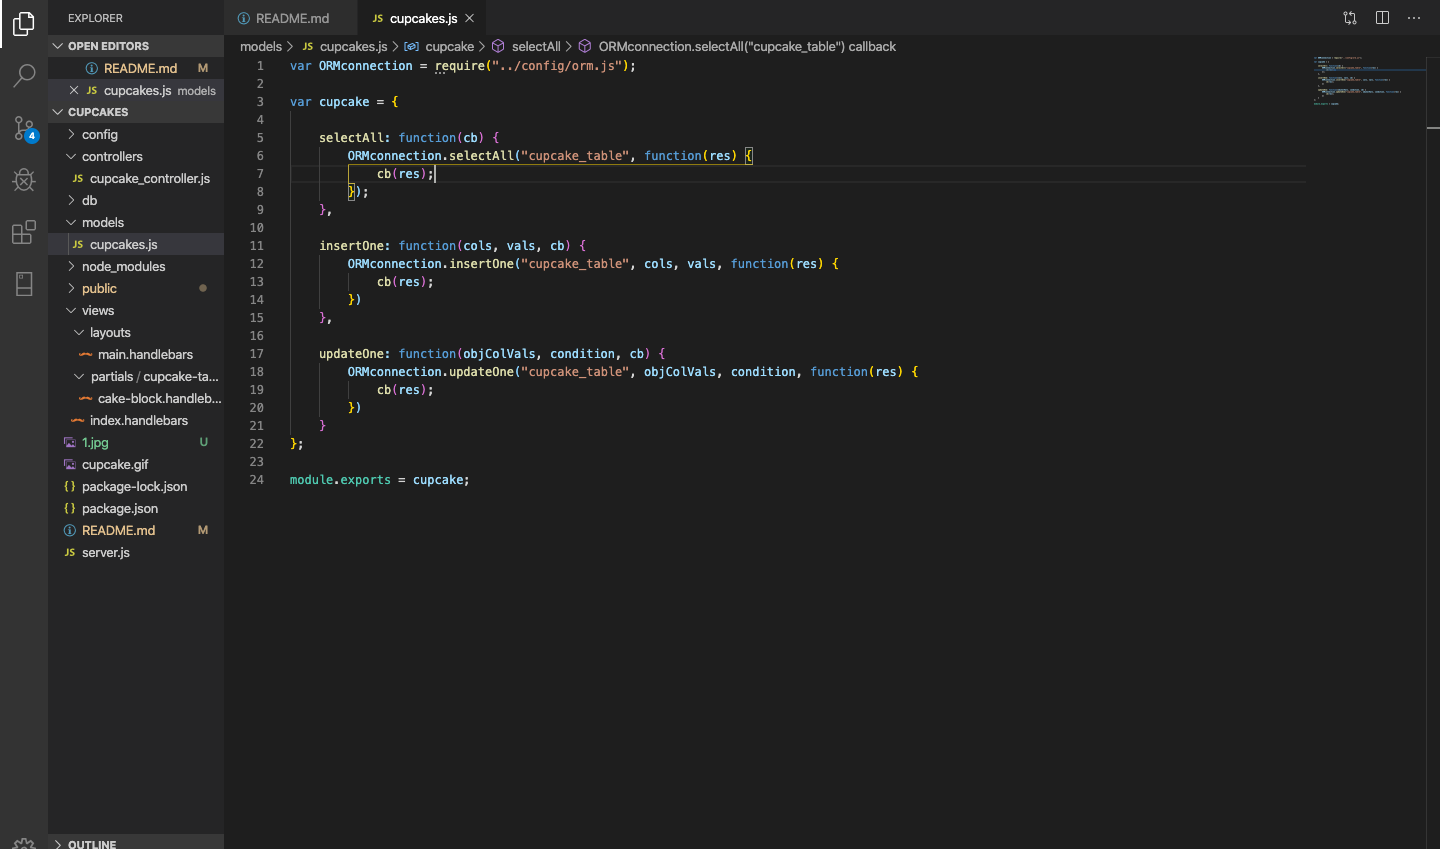 EXPLORER
OPEN EDITORS
README.md M
JS cupcakes.js models
CUPCAKES
config
controllers
JS cupcake_controller.js
db
models
JS cupcakes.js
node_modules
public
views
layouts
main.handlebars
partials / cupcake-ta...
cake-block.handleb...
index.handlebars
1.jpg U
cupcake.gif
{} package-lock.json
{} package.json
README.md M
JS server.js
OUTLINE
4
README.md
JS cupcakes.js
models > JS cupcakes.js > cupcake > selectAll > ORMconnection.selectAll("cupcake_table") callback
1 var ORMconnection = require("../config/orm.js");
2
3 var cupcake = {
4
5 selectAll: function(cb) {
6 ORMconnection.selectAll("cupcake_table", function(res) {
7 cb(res);
8 });
9 },
10
11 insertOne: function(cols, vals, cb) {
12 ORMconnection.insertOne("cupcake_table", cols, vals, function(res) {
13 cb(res);
14 })
15 },
16
17 updateOne: function(objColVals, condition, cb) {
18 ORMconnection.updateOne("cupcake_table", objColVals, condition, function(res) {
19 cb(res);
20 })
21 }
22 };
23
24 module.exports = cupcake;